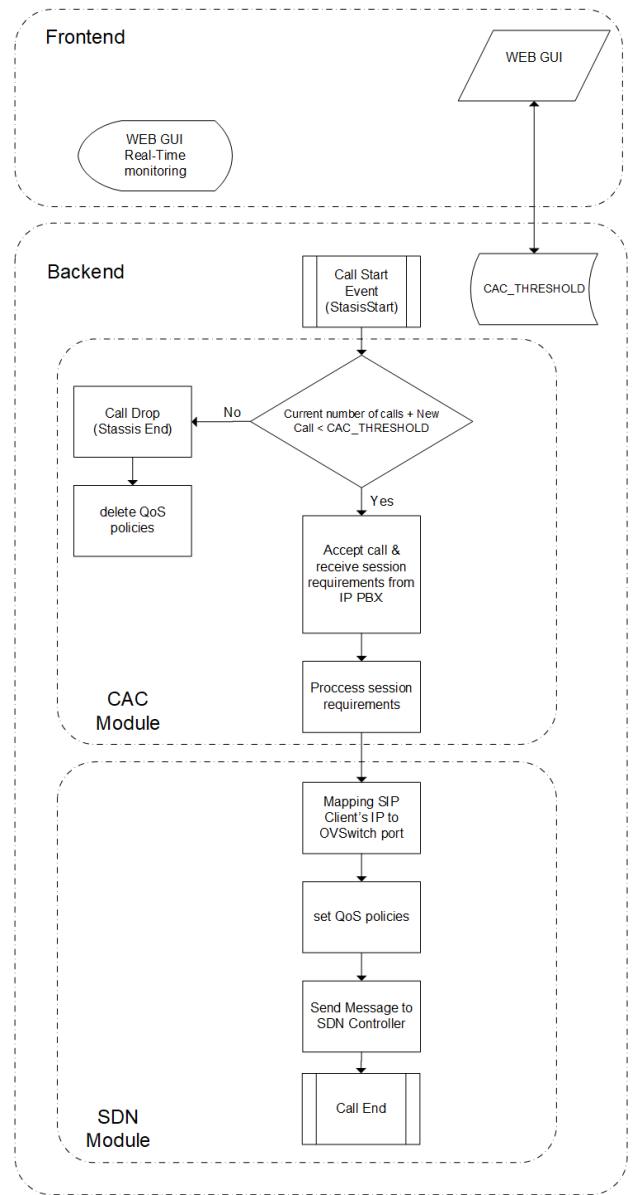 Frontend
WEB GUI
WEB GUI
Real-Time
monitoring
Backend
Call Start
Event
(StasisStart)
CAC_THRESHOLD
Current number of calls + New
Call < CAC_THRESHOLD
No
Call Drop
(Stassis End)
Yes
delete QoS
policies
Accept call &
receive session
requirements from
IP PBX
Proccess session
requirements
CAC
Module
Mapping SIP
Client's IP to
OVSwitch port
set QoS policies
Send Message to
SDN Controller
Call End
SDN
Module